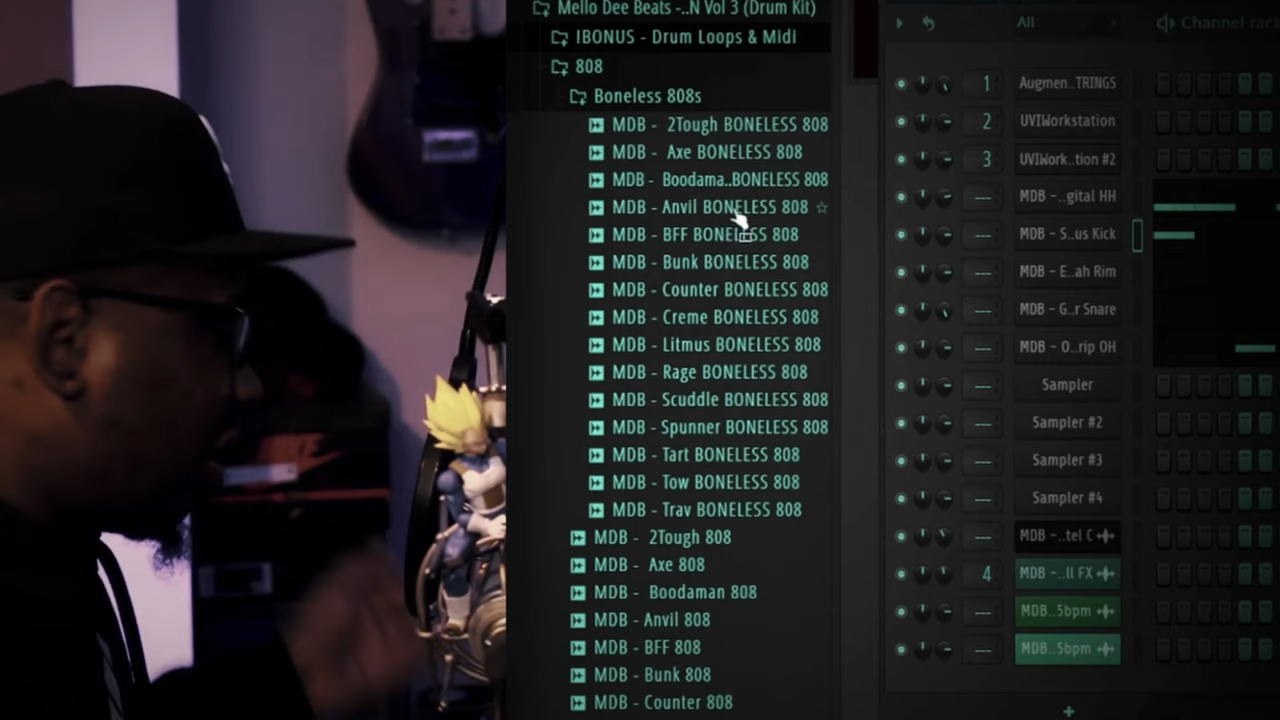 Mello Dee Beats -..N Vol 3 (Drum Kit)
IBONUS - Drum Loops & Midi
808
Boneless 808s
MDB - 2Tough BONELESS 808
MDB - Axe BONELESS 808
MDB - Boodama..BONELESS 808
MDB - Anvil BONELESS 808
MDB - BFF BONELESS 808
MDB - Bunk BONELESS 808
MDB - Counter BONELESS 808
MDB - Creme BONELESS 808
MDB - Litmus BONELESS 808
MDB - Rage BONELESS 808
MDB - Scuddle BONELESS 808
MDB - Spunner BONELESS 808
MDB - Tart BONELESS 808
MDB - Tow BONELESS 808
MDB - Trav BONELESS 808
MDB - 2Tough 808
MDB - Axe 808
MDB - Boodaman 808
MDB - Anvil 808
MDB - BFF 808
MDB - Bunk 808
MDB - Counter 808
All
Channel rack
1 Augmen..TRINGS
2 UVIWorkstation
3 UVIWork..tion #2
--- MDB - ..gital HH
--- MDB - S..us Kick
--- MDB - E..ah Rim
--- MDB - G..r Snare
--- MDB - O..rip OH
--- Sampler
--- Sampler #2
--- Sampler #3
--- Sampler #4
--- MDB -..tel C
4 MDB -..ll FX
--- MDB..5bpm
--- MDB..5bpm